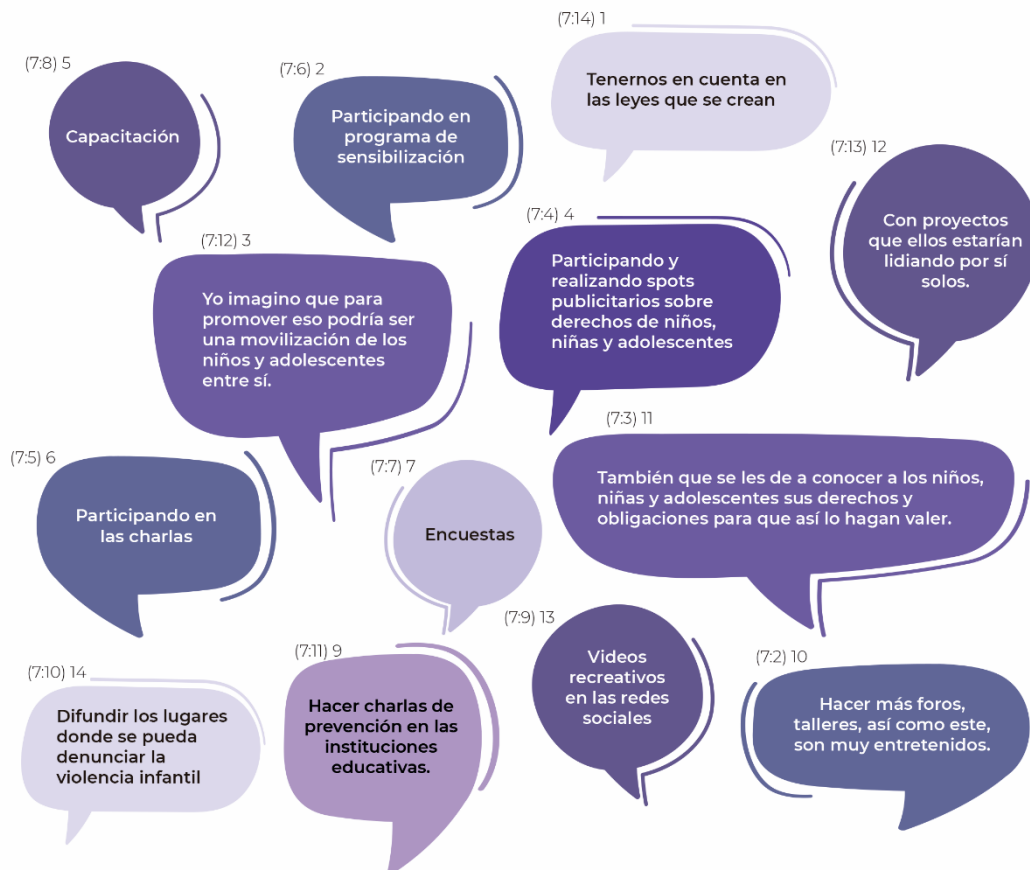 (7:14) 1
Tenernos en cuenta en
las leyes que se crean
(7:8) 5
Capacitación
(7:6) 2
Participando en
programa de
sensibilización
(7:13) 12
Con proyectos
que ellos estarían
lidiando por sí
solos.
(7:12) 3
Yo imagino que para
promover eso podría ser
una movilización de los
niños y adolescentes
entre sí.
(7:4) 4
Participando y
realizando spots
publicitarios sobre
derechos de niños,
niñas y adolescentes
(7:3) 11
También que se les de a conocer a los niños,
niñas y adolescentes sus derechos y
obligaciones para que así lo hagan valer.
(7:5) 6
Participando en
las charlas
(7:7) 7
Encuestas
(7:10) 14
Difundir los lugares
donde se pueda
denunciar la
violencia infantil
(7:11) 9
Hacer charlas de
prevención en las
instituciones
educativas.
(7:9) 13
Videos
recreativos
en las redes
sociales
(7:2) 10
Hacer más foros,
talleres, así como este,
son muy entretenidos.